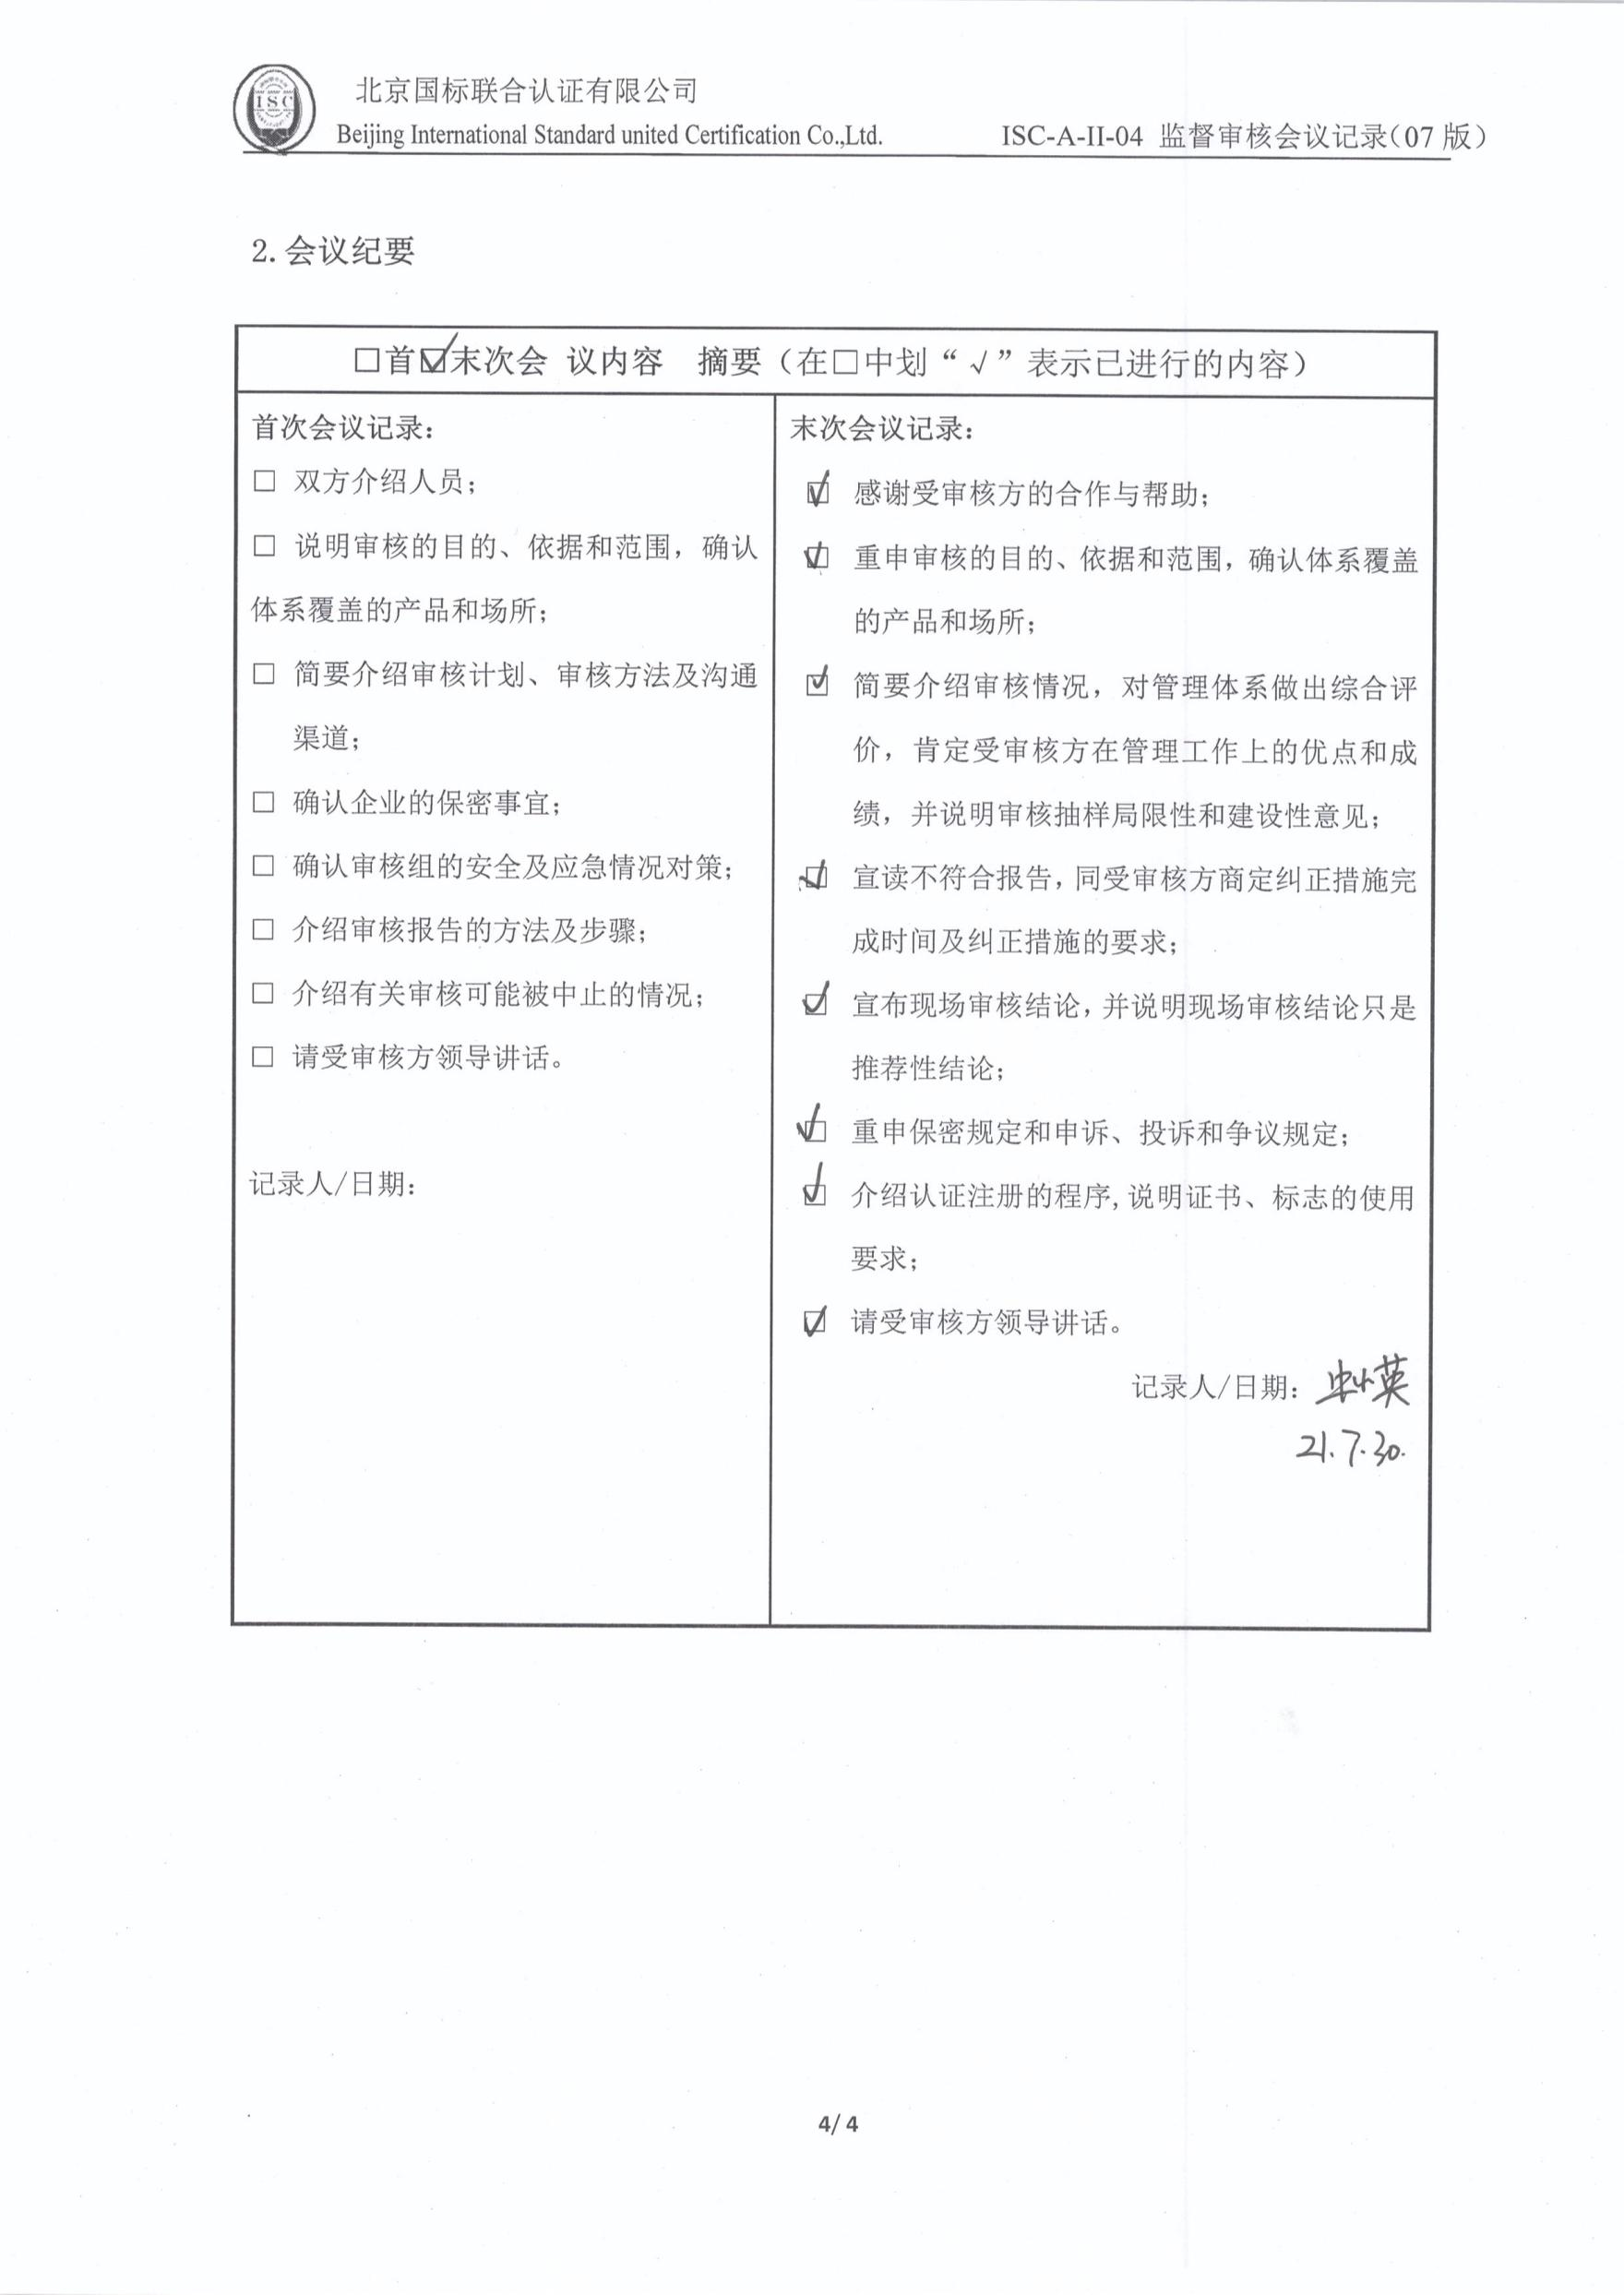 ISC
北京国标联合认证有限公司
Beijing International Standard united Certification Co.,Ltd.
ISC-A-II-04 监督审核会议记录(07版)
2.会议纪要
□首☑末次会 议内容 摘要（在□中划“√”表示已进行的内容）
首次会议记录：
□ 双方介绍人员；
□ 说明审核的目的、依据和范围，确认
体系覆盖的产品和场所；
□ 简要介绍审核计划、审核方法及沟通
渠道；
□ 确认企业的保密事宜；
□ 确认审核组的安全及应急情况对策；
□ 介绍审核报告的方法及步骤；
□ 介绍有关审核可能被中止的情况；
□ 请受审核方领导讲话。
记录人/日期：
末次会议记录：
☑ 感谢受审核方的合作与帮助；
☑ 重申审核的目的、依据和范围，确认体系覆盖
的产品和场所；
☑ 简要介绍审核情况，对管理体系做出综合评
价，肯定受审核方在管理工作上的优点和成
绩，并说明审核抽样局限性和建设性意见；
☑ 宣读不符合报告，同受审核方商定纠正措施完
成时间及纠正措施的要求；
☑ 宣布现场审核结论，并说明现场审核结论只是
推荐性结论；
☑ 重申保密规定和申诉、投诉和争议规定；
☑ 介绍认证注册的程序，说明证书、标志的使用
要求；
☑ 请受审核方领导讲话。
记录人/日期：
21.7.30.
4/ 4